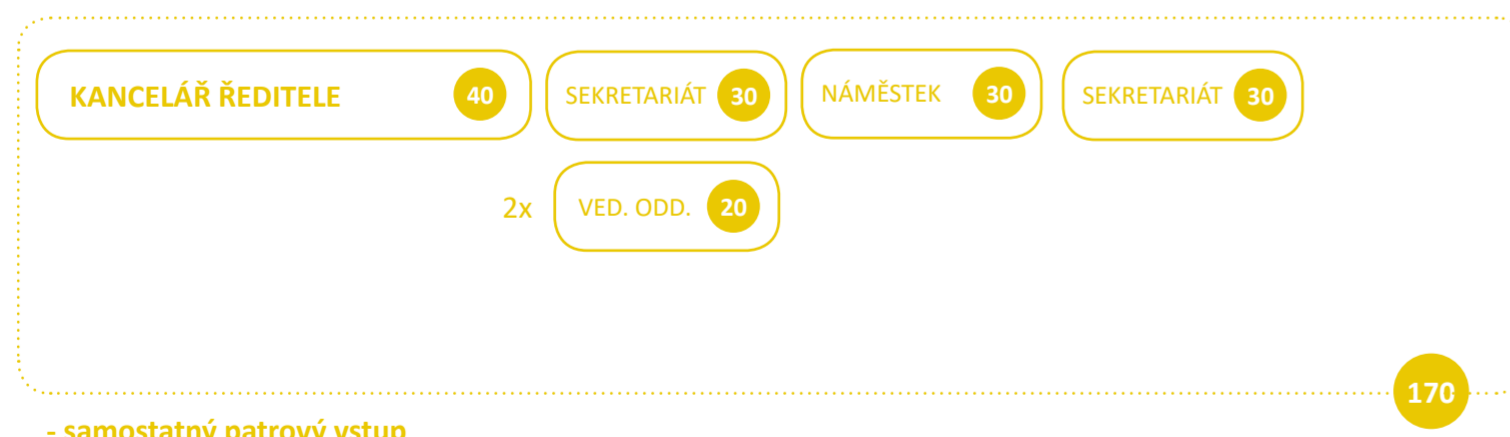 KANCELÁŘ ŘEDITELE 40 SEKRETARIÁT 30 NÁMĚSTEK 30 SEKRETARIÁT 30
2x VED. ODD. 20
170
- samostatný patrový vstup